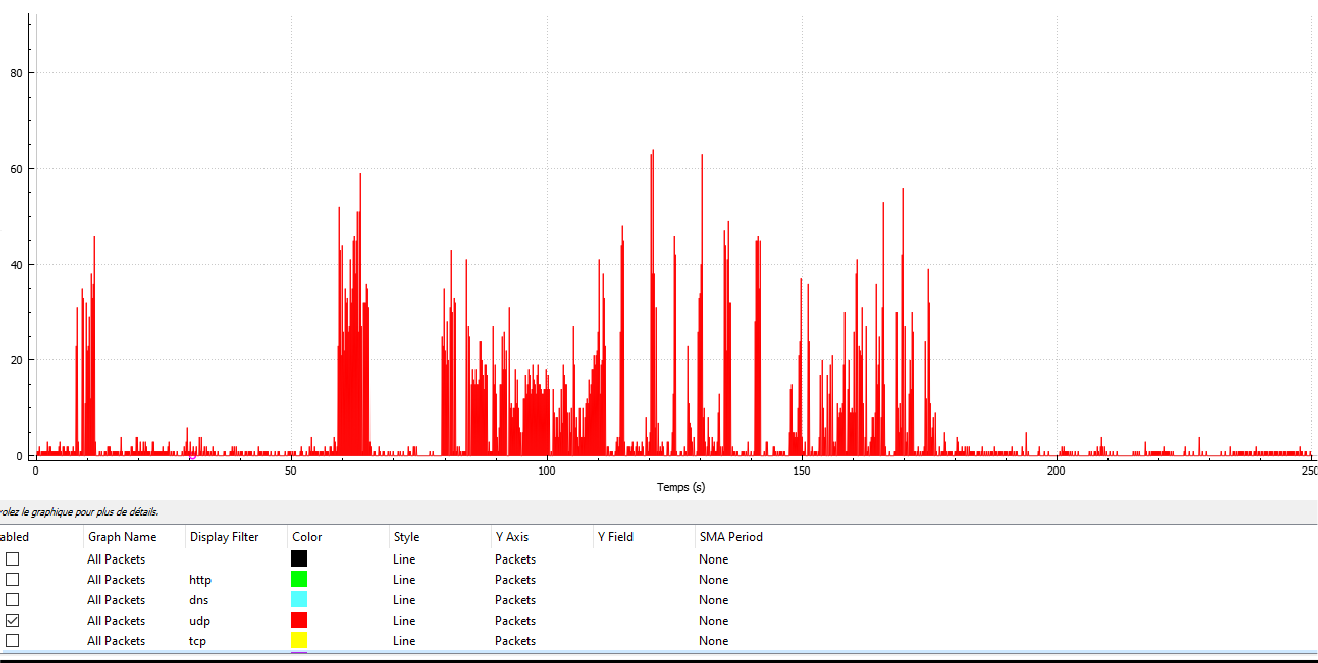 80
60
40
20
0
0 50 100 150 200 250
Temps (s)
rolez le graphique pour plus de détails.
abled Graph Name Display Filter Color Style Y Axis Y Field SMA Period
All Packets Line Packets None
All Packets http Line Packets None
All Packets dns Line Packets None
All Packets udp Line Packets None
All Packets tcp Line Packets None